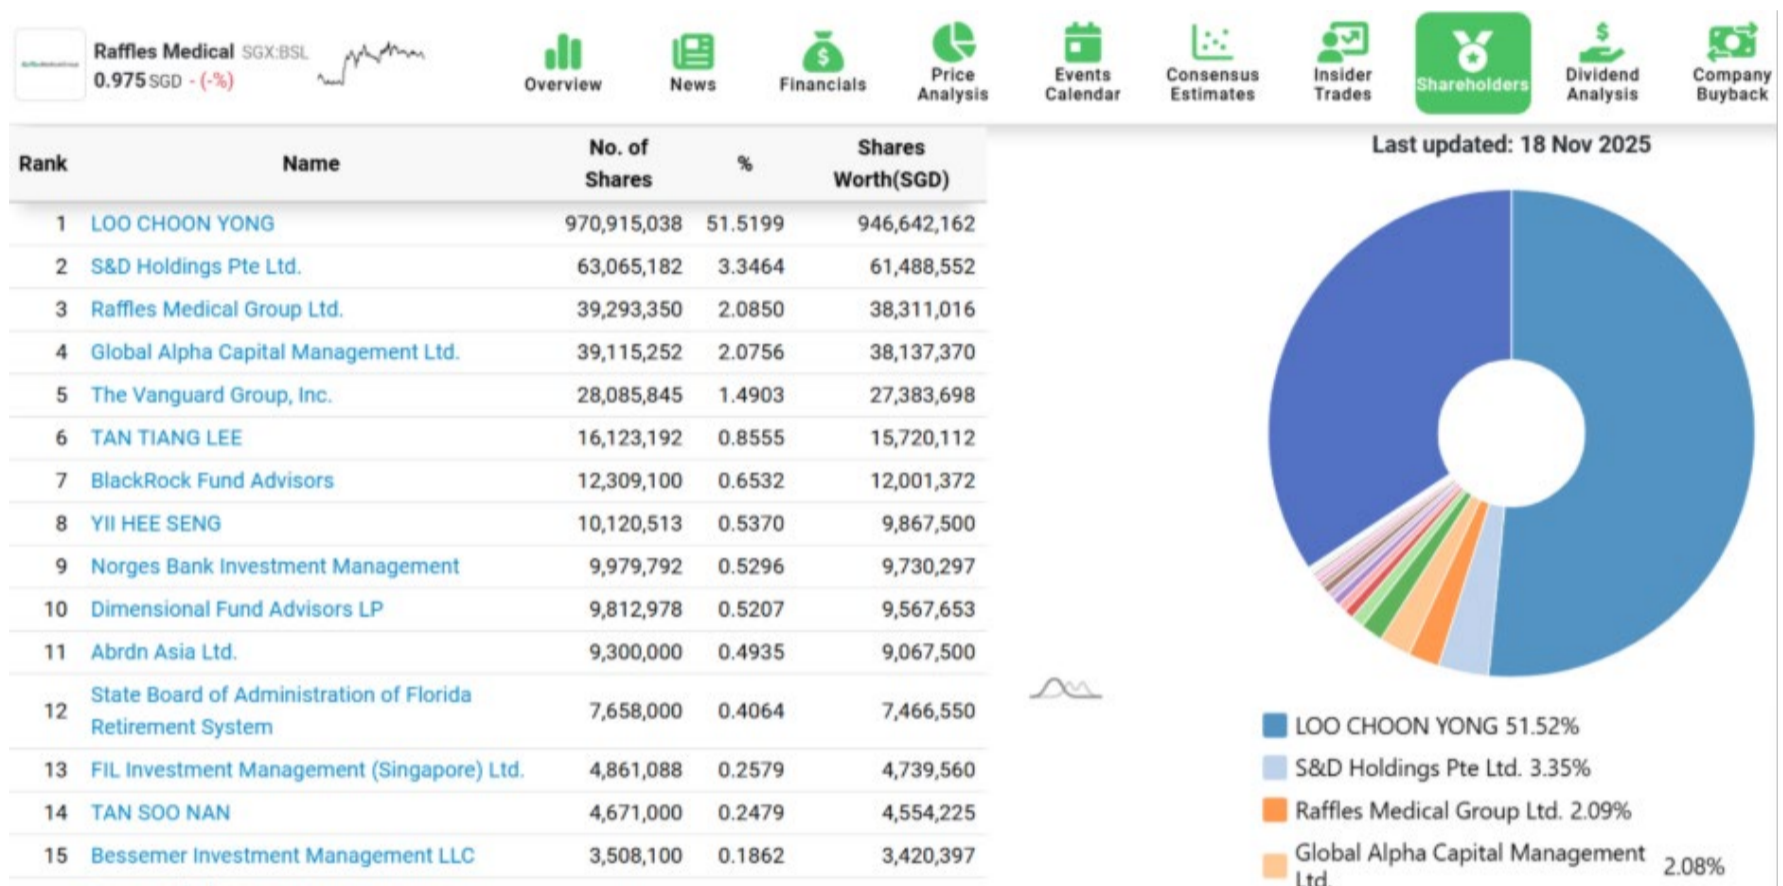 Raffles Medical SGX:BSL
0.975 SGD - (-%)
Overview
News
Financials
Price
Analysis
Events
Calendar
Consensus
Estimates
Insider
Trades
Shareholders
Dividend
Analysis
Company
Buyback
Rank Name No. of Shares % Shares Worth(SGD)
1 LOO CHOON YONG 970,915,038 51.5199 946,642,162
2 S&D Holdings Pte Ltd. 63,065,182 3.3464 61,488,552
3 Raffles Medical Group Ltd. 39,293,350 2.0850 38,311,016
4 Global Alpha Capital Management Ltd. 39,115,252 2.0756 38,137,370
5 The Vanguard Group, Inc. 28,085,845 1.4903 27,383,698
6 TAN TIANG LEE 16,123,192 0.8555 15,720,112
7 BlackRock Fund Advisors 12,309,100 0.6532 12,001,372
8 YII HEE SENG 10,120,513 0.5370 9,867,500
9 Norges Bank Investment Management 9,979,792 0.5296 9,730,297
10 Dimensional Fund Advisors LP 9,812,978 0.5207 9,567,653
11 Abrdn Asia Ltd. 9,300,000 0.4935 9,067,500
12 State Board of Administration of Florida Retirement System 7,658,000 0.4064 7,466,550
13 FIL Investment Management (Singapore) Ltd. 4,861,088 0.2579 4,739,560
14 TAN SOO NAN 4,671,000 0.2479 4,554,225
15 Bessemer Investment Management LLC 3,508,100 0.1862 3,420,397
Last updated: 18 Nov 2025
LOO CHOON YONG 51.52%
S&D Holdings Pte Ltd. 3.35%
Raffles Medical Group Ltd. 2.09%
Global Alpha Capital Management
Ltd. 2.08%